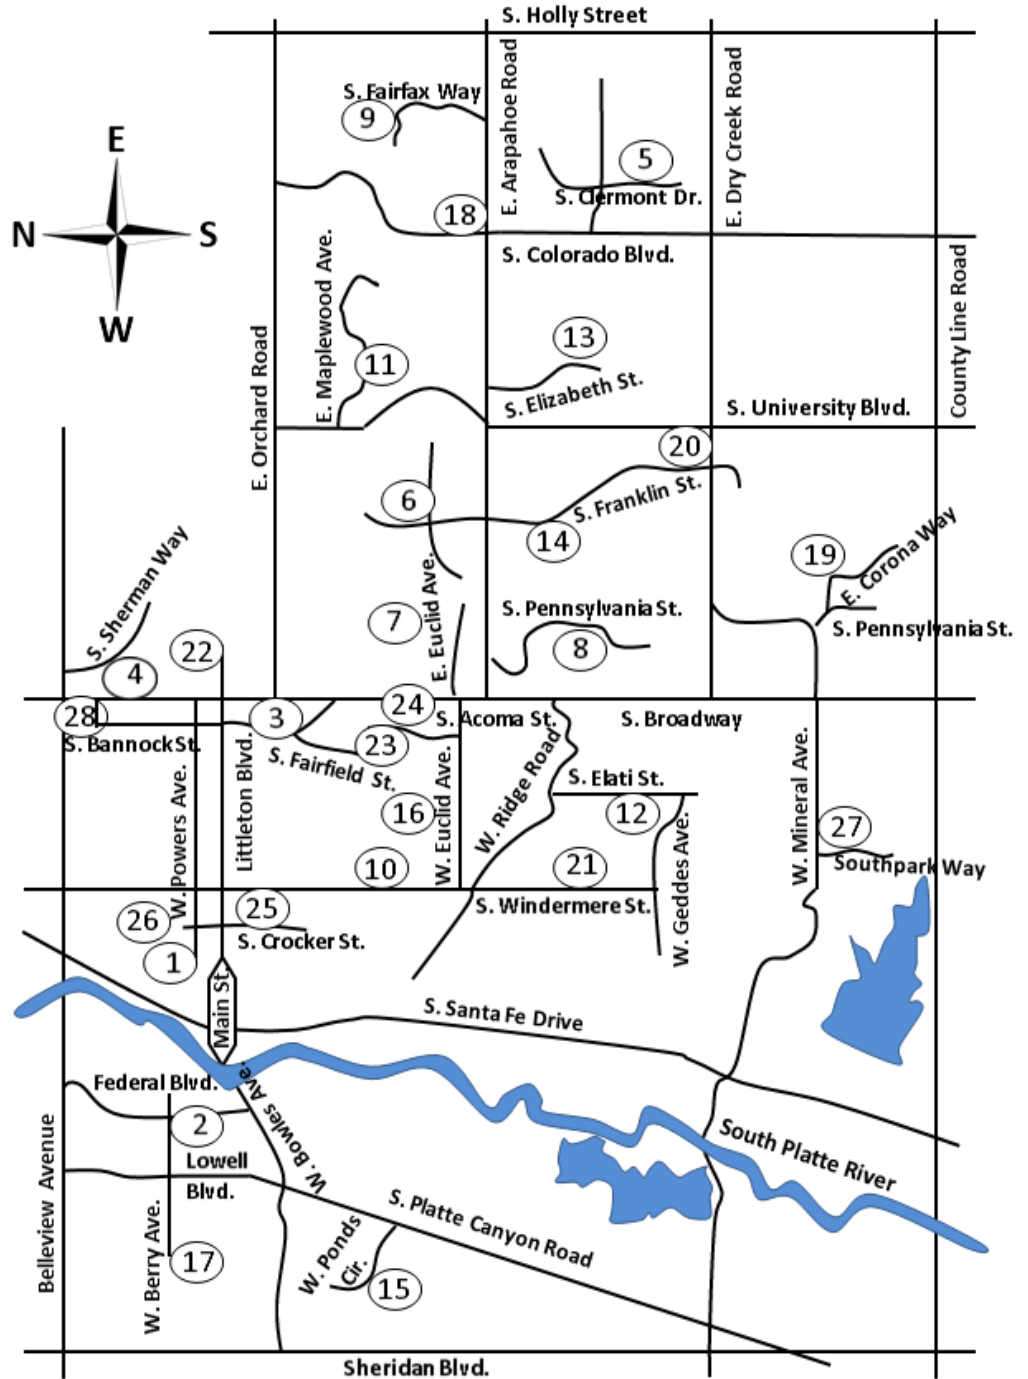 S. Holly Street
E. Arapahoe Road
E. Dry Creek Road
S. Fairfax Way
9
5
S. Clermont Dr.
E
N
S
W
18
S. Colorado Blvd.
E. Maplewood Ave.
County Line Road
E. Orchard Road
11
13
S. Elizabeth St.
S. University Blvd.
20
6
S. Franklin St.
14
19
E. Corona Way
S. Sherman Way
E. Euclid Ave.
7
S. Pennsylvania St.
8
S. Pennsylvania St.
22
4
28
3
24
S. Acoma St.
S. Broadway
S. Bannock St.
23
S. Fairfield St.
Littleton Blvd.
W. Powers Ave.
W. Euclid Ave.
W. Ridge Road
S. Elati St.
W. Mineral Ave.
16
12
27
10
21
W. Geddes Ave.
Southpark Way
S. Windermere St.
26
25
S. Crocker St.
1
Main St.
S. Santa Fe Drive
Federal Blvd.
W. Bowles Ave.
2
South Platte River
Belleview Avenue
Lowell
Blvd.
S. Platte Canyon Road
W. Berry Ave.
W. Ponds
Cir.
17
15
Sheridan Blvd.